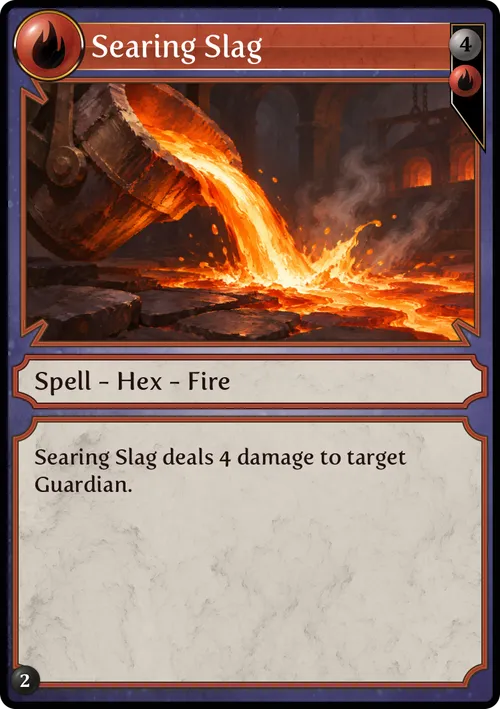 Searing Slag
4
Spell - Hex - Fire
Searing Slag deals 4 damage to target
Guardian.
2